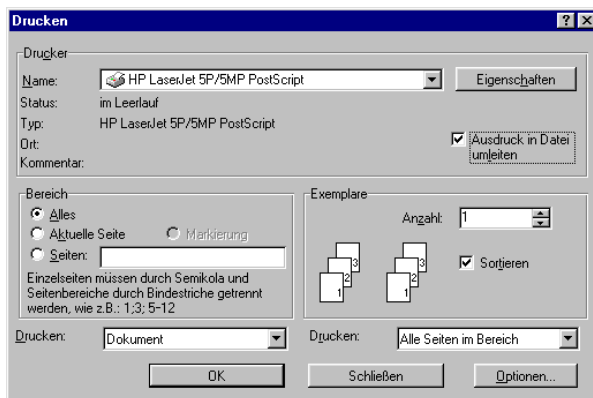 Drucken
Drucker
Name: HP LaserJet 5P/5MP PostScript Eigenschaften
Status: im Leerlauf
Typ: HP LaserJet 5P/5MP PostScript
Ort:
Kommentar:
Ausdruck in Datei
umleiten
Bereich
Alles
Aktuelle Seite Markierung
Seiten:
Einzelseiten müssen durch Semikola und
Seitenbereiche durch Bindestriche getrennt
werden, wie z.B.: 1;3; 5-12
Exemplare
Anzahl: 1
3 3
2 2
1 1
Sortieren
Drucken: Dokument Drucken: Alle Seiten im Bereich
OK Schließen Optionen...